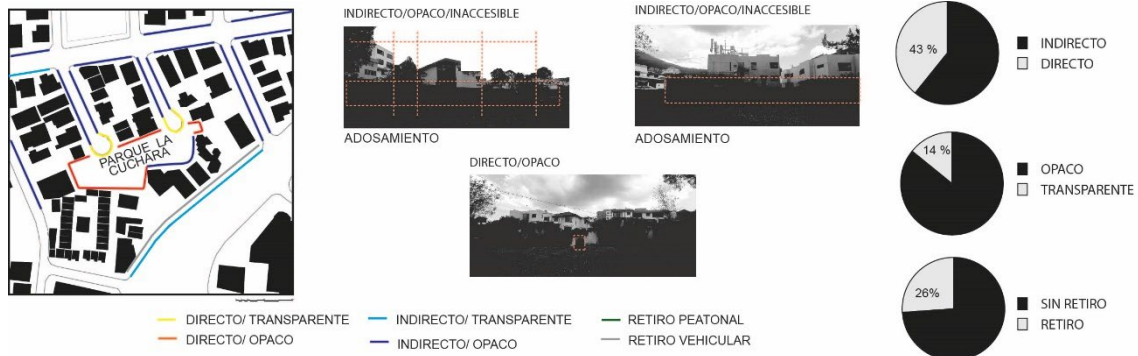 PARQUE LA
CUCHARA
INDIRECTO/OPACO/INACCESIBLE
ADOSAMIENTO
INDIRECTO/OPACO/INACCESIBLE
ADOSAMIENTO
DIRECTO/OPACO
43 %
INDIRECTO
DIRECTO
14 %
OPACO
TRANSPARENTE
26%
SIN RETIRO
RETIRO
DIRECTO/ TRANSPARENTE
DIRECTO/ OPACO
INDIRECTO/ TRANSPARENTE
INDIRECTO/ OPACO
RETIRO PEATONAL
RETIRO VEHICULAR